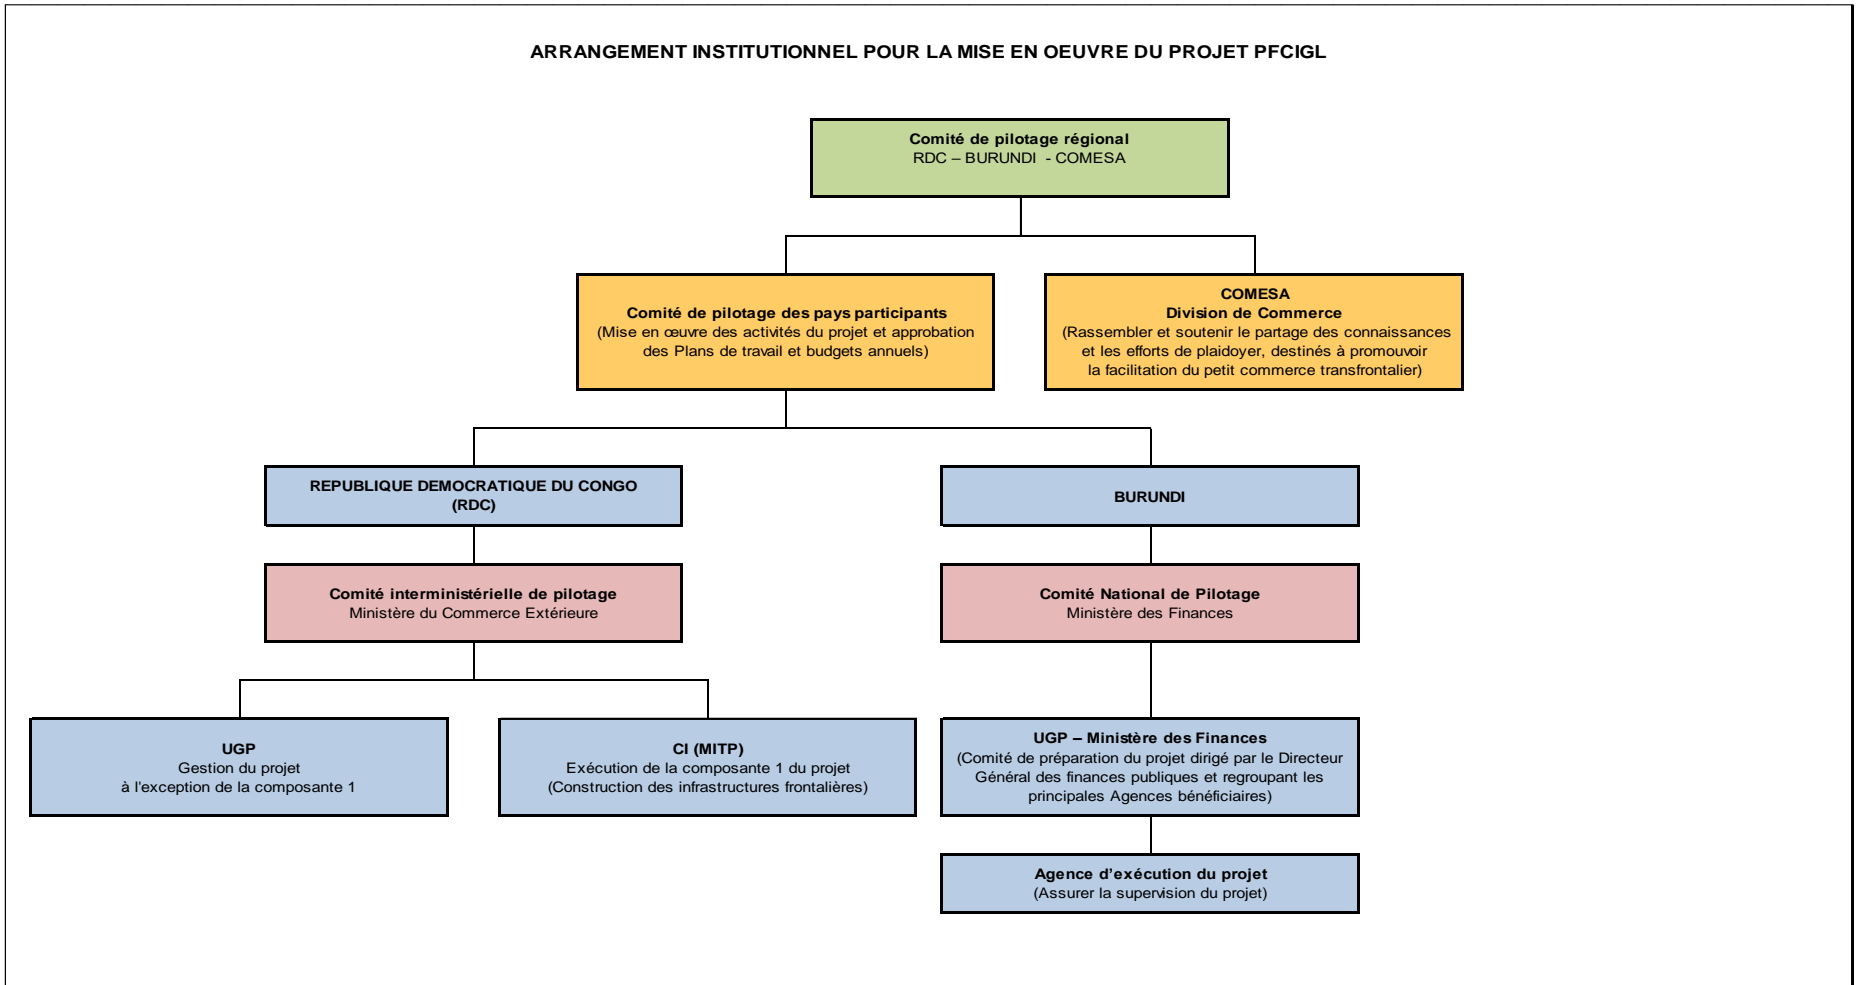 ARRANGEMENT INSTITUTIONNEL POUR LA MISE EN OEUVRE DU PROJET PFCIGL
Comité de pilotage régional
RDC – BURUNDI - COMESA
Comité de pilotage des pays participants
(Mise en œuvre des activités du projet et approbation
des Plans de travail et budgets annuels)
COMESA
Division de Commerce
(Rassembler et soutenir le partage des connaissances
et les efforts de plaidoyer, destinés à promouvoir
la facilitation du petit commerce transfrontalier)
REPUBLIQUE DEMOCRATIQUE DU CONGO
(RDC)
BURUNDI
Comité interministérielle de pilotage
Ministère du Commerce Extérieure
Comité National de Pilotage
Ministère des Finances
UGP
Gestion du projet
à l'exception de la composante 1
CI (MITP)
Exécution de la composante 1 du projet
(Construction des infrastructures frontalières)
UGP – Ministère des Finances
(Comité de préparation du projet dirigé par le Directeur
Général des finances publiques et regroupant les
principales Agences bénéficiaires)
Agence d'exécution du projet
(Assurer la supervision du projet)